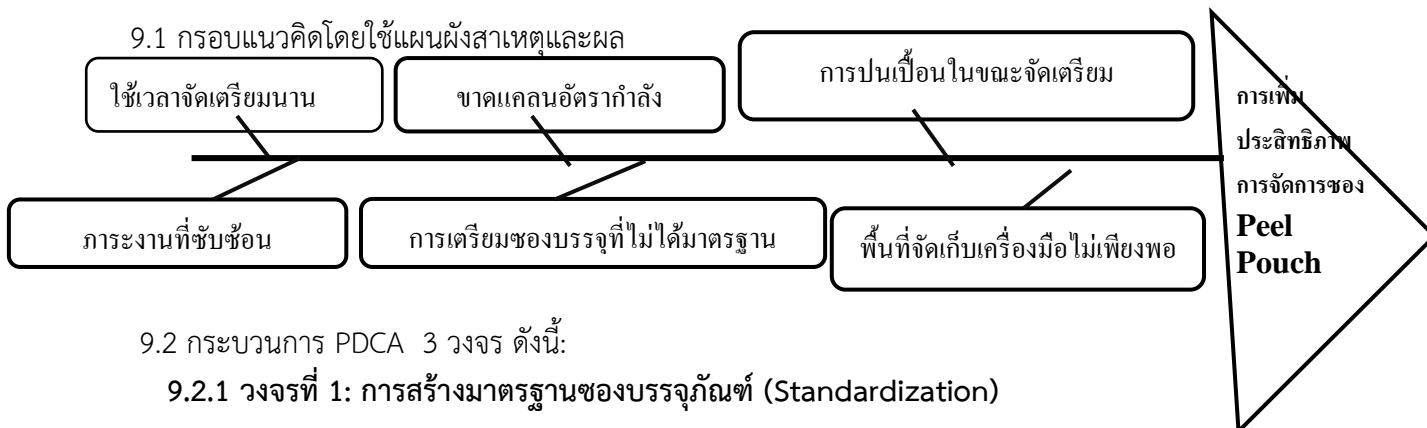 9.1 กรอบแนวคิดโดยใช้แผนผังสาเหตุและผล
ใช้เวลาจัดเตรียมนาน
ขาดแคลนอัตรากำลัง
การปนเปื้อนในขณะจัดเตรียม
ภาระงานที่ซับซ้อน
การเตรียมซองบรรจุที่ไม่ได้มาตรฐาน
พื้นที่จัดเก็บเครื่องมือไม่เพียงพอ
การเพิ่ม
ประสิทธิภาพ
การจัดการซอง
Peel
Pouch
9.2 กระบวนการ PDCA 3 วงจร ดังนี้:
9.2.1 วงจรที่ 1: การสร้างมาตรฐานซองบรรจุภัณฑ์ (Standardization)